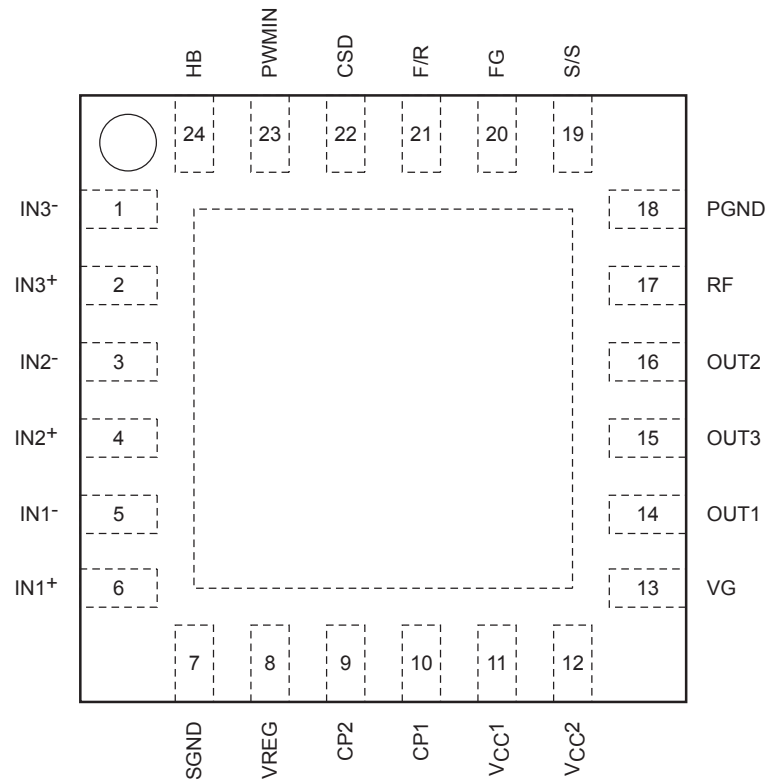 HB PWMIN CSD F/R FG S/S
24 23 22 21 20 19
IN3- 1 18 PGND
IN3+ 2 17 RF
IN2- 3 16 OUT2
IN2+ 4 15 OUT3
IN1- 5 14 OUT1
IN1+ 6 13 VG
7 8 9 10 11 12
SGND VREG CP2 CP1 VCC1 VCC2